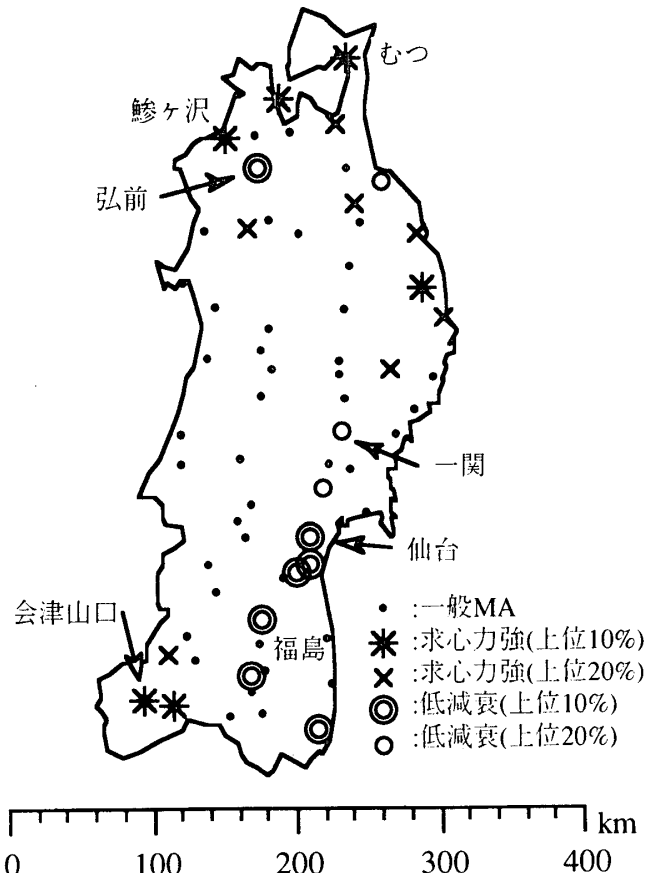 むつ
鯵ヶ沢
弘前
一関
仙台
会津山口
福島
:一般MA
:求心力強(上位10%)
:求心力強(上位20%)
:低減衰(上位10%)
:低減衰(上位20%)
km
0 100 200 300 400